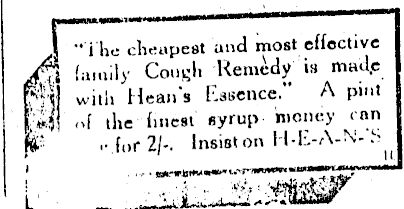 "The cheapest and most effective
family Cough Remedy is made
with Hean's Essence." A pint
of the finest syrup money can
for 2/-. Insist on H-E-A-N-'S
11